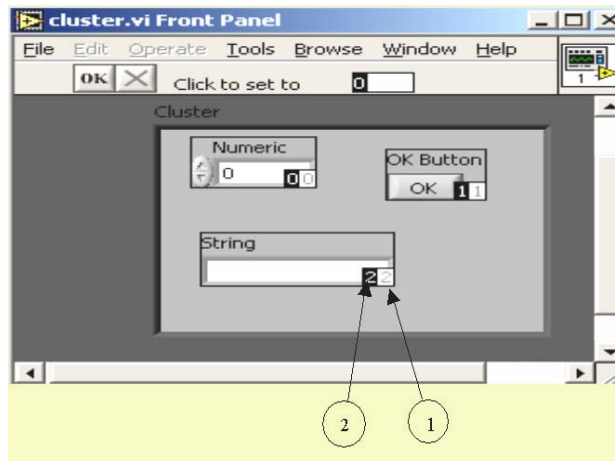 cluster.vi Front Panel
File Edit Operate Tools Browse Window Help
OK Click to set to 0
1
Cluster
Numeric
0 0 0
OK Button
OK 1 1
String
2 2
2 1